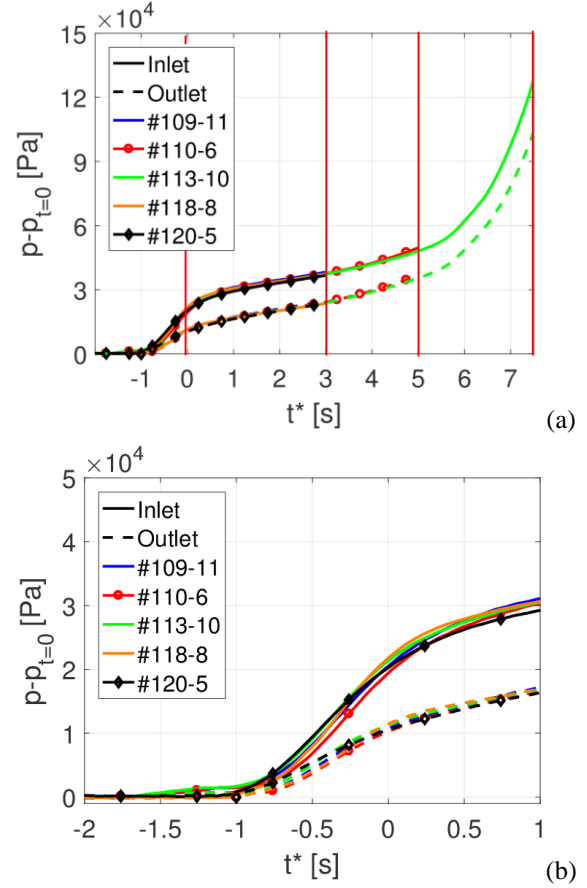 ×10⁴
15
12
9
6
3
0
p-p_{t=0} [Pa]
Inlet
Outlet
#109-11
#110-6
#113-10
#118-8
#120-5
-1 0 1 2 3 4 5 6 7
t* [s]
(a)
×10⁴
5
4
3
2
1
0
p-p_{t=0} [Pa]
Inlet
Outlet
#109-11
#110-6
#113-10
#118-8
#120-5
-2 -1.5 -1 -0.5 0 0.5 1
t* [s]
(b)